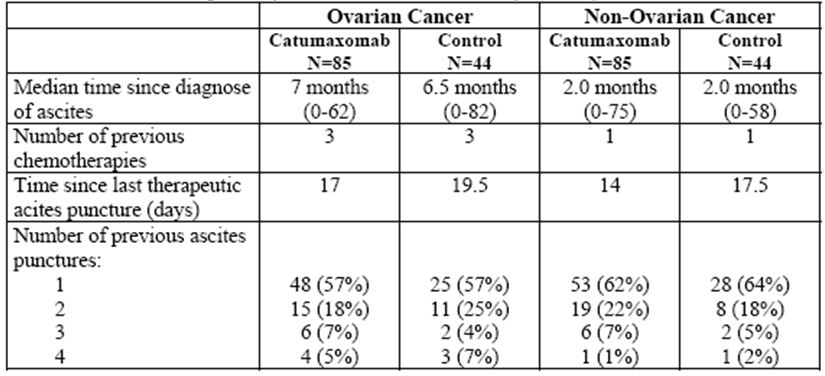 Ovarian Cancer Non-Ovarian Cancer
Catumaxomab N=85 Control N=44 Catumaxomab N=85 Control N=44
Median time since diagnose of ascites 7 months (0-62) 6.5 months (0-82) 2.0 months (0-75) 2.0 months (0-58)
Number of previous chemotherapies 3 3 1 1
Time since last therapeutic acites puncture (days) 17 19.5 14 17.5
Number of previous ascites punctures:
1 48 (57%) 25 (57%) 53 (62%) 28 (64%)
2 15 (18%) 11 (25%) 19 (22%) 8 (18%)
3 6 (7%) 2 (4%) 6 (7%) 2 (5%)
4 4 (5%) 3 (7%) 1 (1%) 1 (2%)